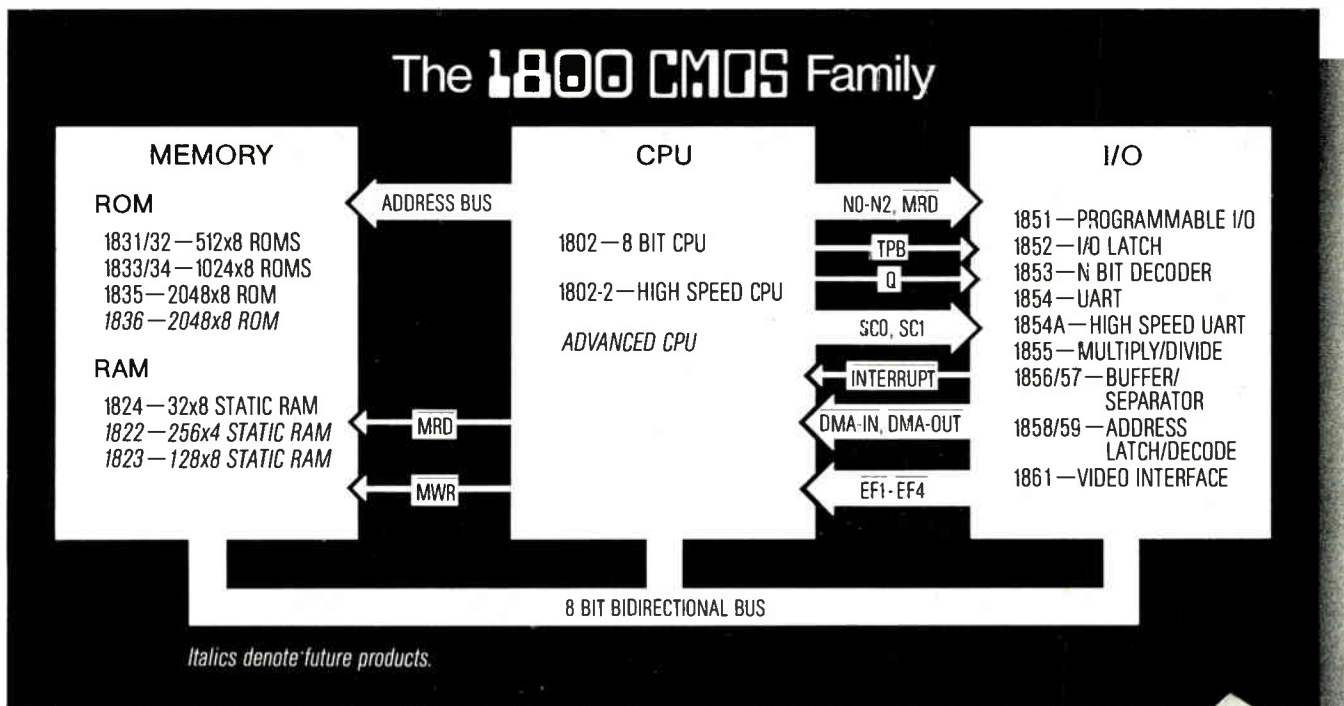 The 1800 CMOS Family
MEMORY
ROM
1831/32—512x8 ROMS
1833/34—1024x8 ROMS
1835—2048x8 ROM
1836—2048x8 ROM
RAM
1824—32x8 STATIC RAM
1822—256x4 STATIC RAM
1823—128x8 STATIC RAM
ADDRESS BUS
MRD
MWR
CPU
1802—8 BIT CPU
1802-2—HIGH SPEED CPU
ADVANCED CPU
N0-N2, MRD
TPB
Q
SC0, SC1
INTERRUPT
DMA-IN, DMA-OUT
EF1-EF4
I/O
1851—PROGRAMMABLE I/O
1852—I/O LATCH
1853—N BIT DECODER
1854—UART
1854A—HIGH SPEED UART
1855—MULTIPLY/DIVIDE
1856/57—BUFFER/
SEPARATOR
1858/59—ADDRESS
LATCH/DECODE
1861—VIDEO INTERFACE
8 BIT BIDIRECTIONAL BUS
Italics denote future products.